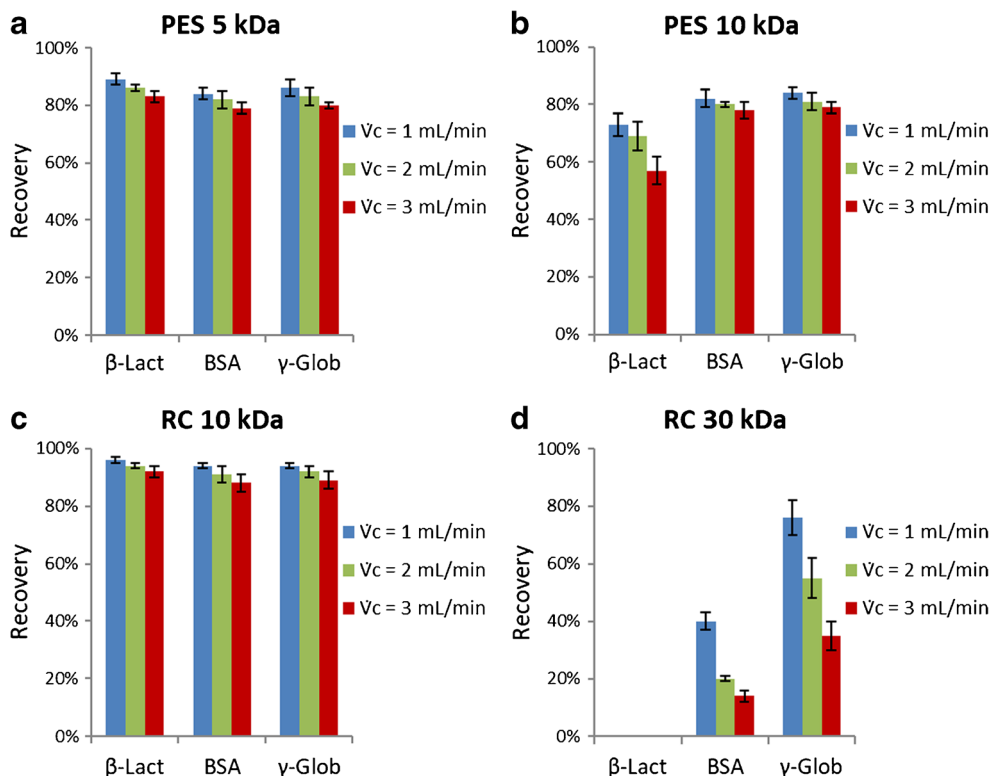 a PES 5 kDa
100%
80%
60%
40%
20%
0%
Recovery
β-Lact BSA γ-Glob
V̇c = 1 mL/min
V̇c = 2 mL/min
V̇c = 3 mL/min
b PES 10 kDa
100%
80%
60%
40%
20%
0%
Recovery
β-Lact BSA γ-Glob
V̇c = 1 mL/min
V̇c = 2 mL/min
V̇c = 3 mL/min
c RC 10 kDa
100%
80%
60%
40%
20%
0%
Recovery
β-Lact BSA γ-Glob
V̇c = 1 mL/min
V̇c = 2 mL/min
V̇c = 3 mL/min
d RC 30 kDa
100%
80%
60%
40%
20%
0%
Recovery
β-Lact BSA γ-Glob
V̇c = 1 mL/min
V̇c = 2 mL/min
V̇c = 3 mL/min